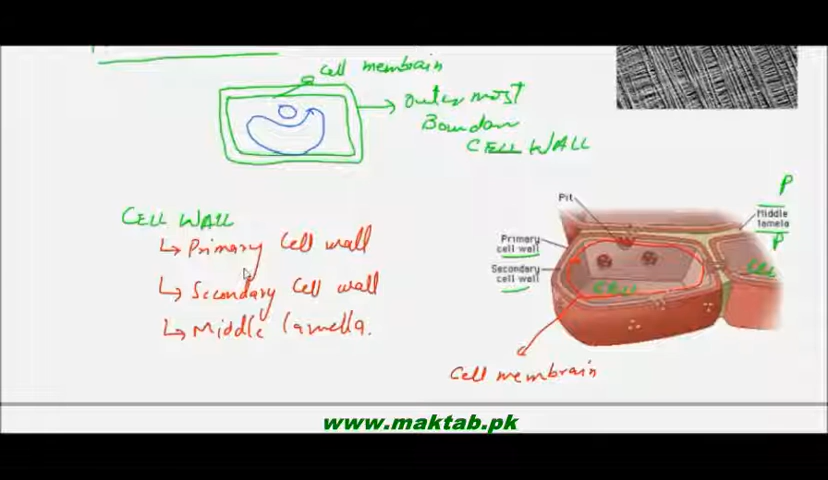 Cell membrain
outer most
Boundar
CELL WALL
CELL WALL
↳ Primary cell wall
↳ Secondary cell wall
↳ Middle lamella.
Pit
P
Middle
lamela
P
Primary
cell wall
Secondary
cell wall
CELL
CELL
Cell membrain
www.maktab.pk